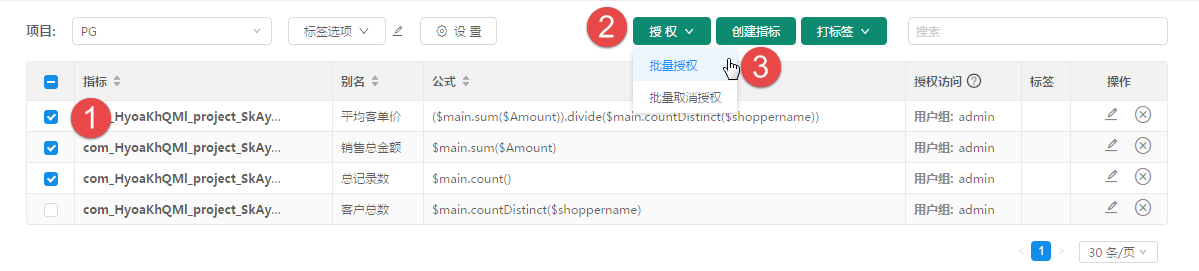 项目: PG 标签选项 设 置 2 授 权 创建指标 打标签 搜索
指标 别名 公式 批量授权 3 授权访问 标签 操作
批量取消授权
1 com_HyoaKhQMl_project_SkAy... 平均客单价 ($main.sum($Amount)).divide($main.countDistinct($shoppername)) 用户组: admin
com_HyoaKhQMl_project_SkAy... 销售总金额 $main.sum($Amount) 用户组: admin
com_HyoaKhQMl_project_SkAy... 总记录数 $main.count() 用户组: admin
com_HyoaKhQMl_project_SkAy... 客户总数 $main.countDistinct($shoppername) 用户组: admin
1 30 条/页